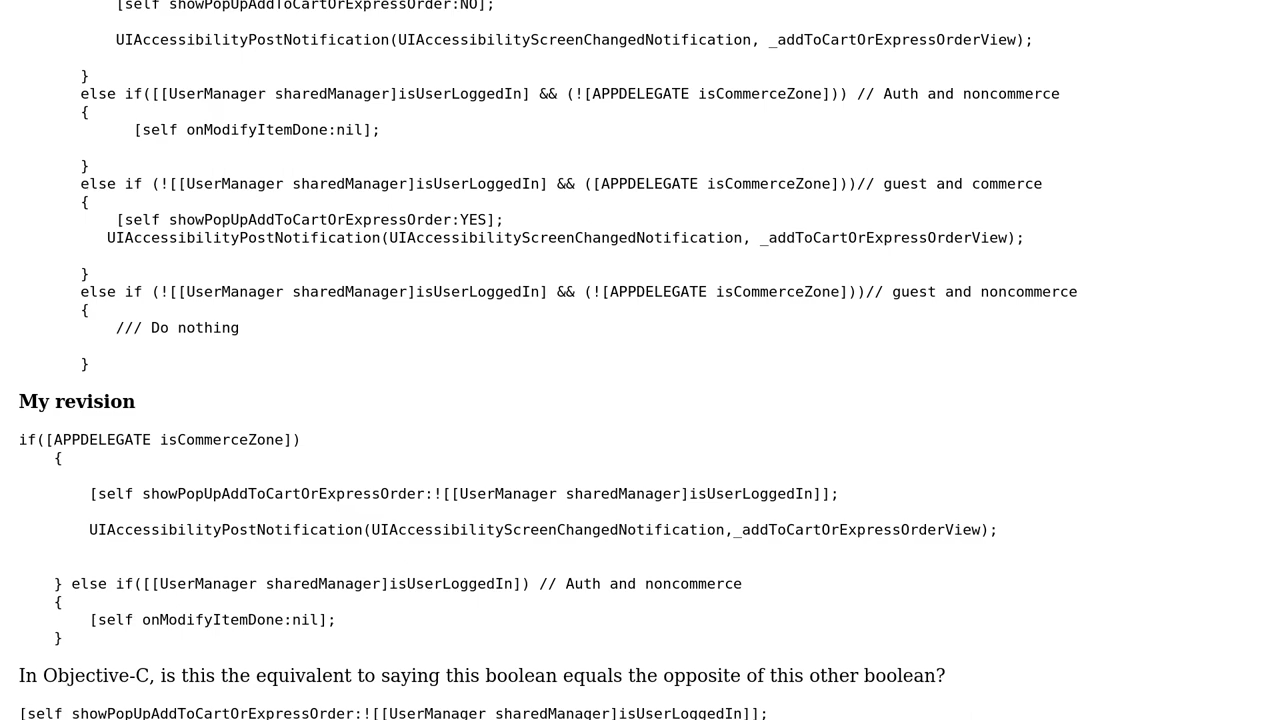 [self showPopUpAddToCartOrExpressOrder:NO];
UIAccessibilityPostNotification(UIAccessibilityScreenChangedNotification, _addToCartOrExpressOrderView);
}
else if([[UserManager sharedManager]isUserLoggedIn] && (![APPDELEGATE isCommerceZone])) // Auth and noncommerce
{
[self onModifyItemDone:nil];
}
else if (![[UserManager sharedManager]isUserLoggedIn] && ([APPDELEGATE isCommerceZone]))// guest and commerce
{
[self showPopUpAddToCartOrExpressOrder:YES];
UIAccessibilityPostNotification(UIAccessibilityScreenChangedNotification, _addToCartOrExpressOrderView);
}
else if (![[UserManager sharedManager]isUserLoggedIn] && (![APPDELEGATE isCommerceZone]))// guest and noncommerce
{
/// Do nothing
}
My revision
if([APPDELEGATE isCommerceZone])
{
[self showPopUpAddToCartOrExpressOrder:![[UserManager sharedManager]isUserLoggedIn]];
UIAccessibilityPostNotification(UIAccessibilityScreenChangedNotification,_addToCartOrExpressOrderView);
} else if([[UserManager sharedManager]isUserLoggedIn]) // Auth and noncommerce
{
[self onModifyItemDone:nil];
}
In Objective-C, is this the equivalent to saying this boolean equals the opposite of this other boolean?
[self showPopUpAddToCartOrExpressOrder:![[UserManager sharedManager]isUserLoggedIn]];